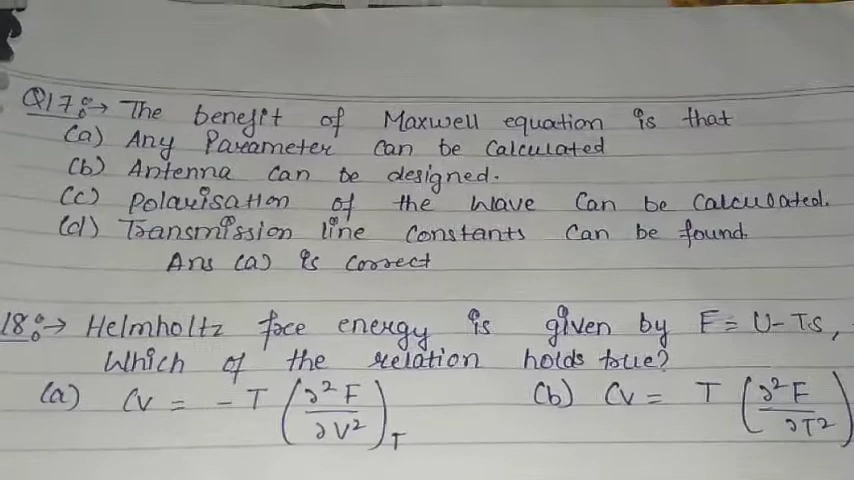 Q17:→ The benefit of Maxwell equation is that
(a) Any Parameter can be calculated
(b) Antenna can be designed.
(c) Polarisation of the wave can be calculated.
(d) Transmission line constants can be found.
Ans (a) is correct
18:→ Helmholtz free energy is given by F = U - TS,
Which of the relation holds true?
(a) Cv = - T (∂²F/∂V²)_T (b) Cv = T (∂²F/∂T²)